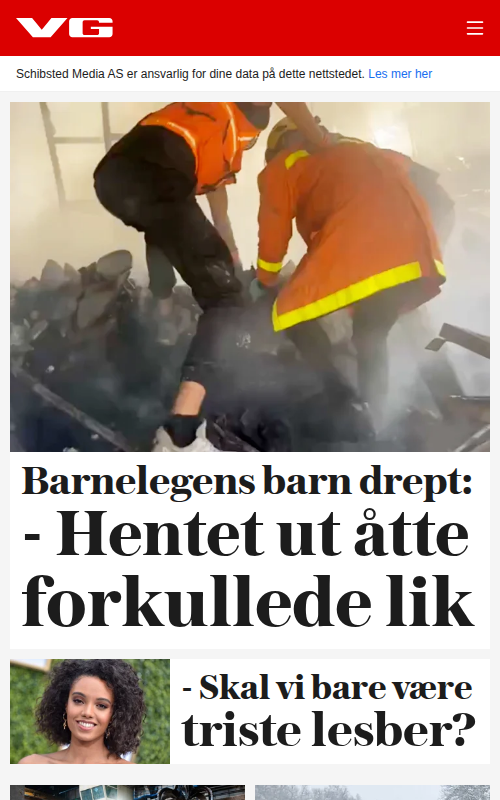 VG
Schibsted Media AS er ansvarlig for dine data på dette nettstedet. Les mer her
Barnelegens barn drept:
- Hentet ut åtte
forkullede lik
- Skal vi bare være
triste lesber?